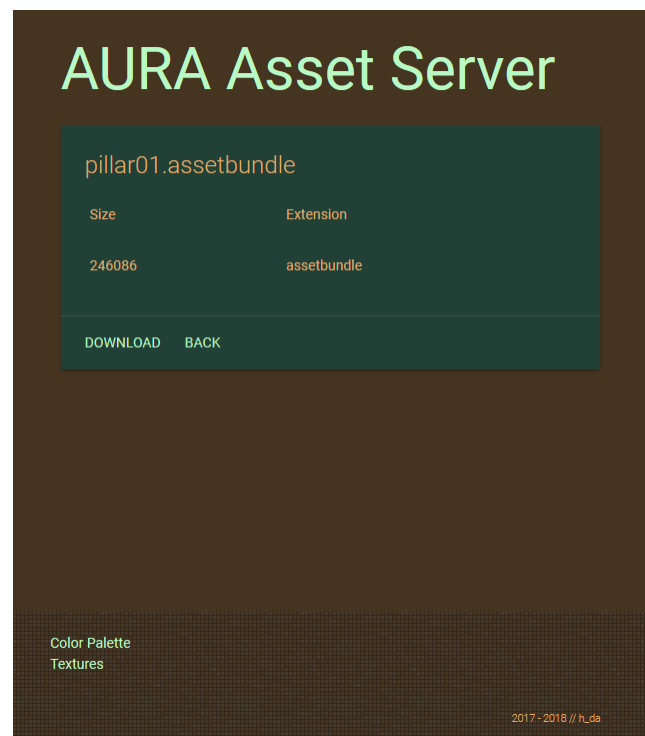 AURA Asset Server
pillar01.assetbundle
Size Extension
246086 assetbundle
DOWNLOAD BACK
Color Palette
Textures
2017 - 2018 // h_da